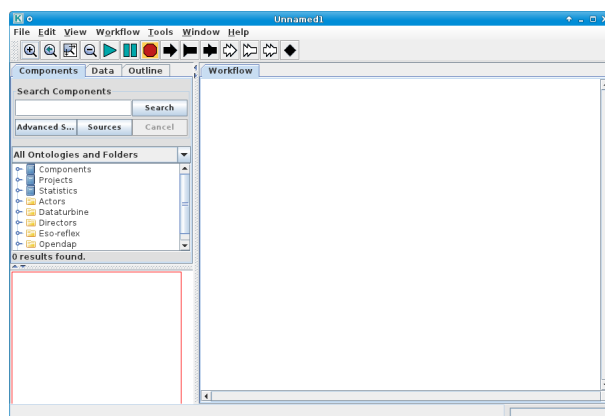 Unnamed1
File Edit View Workflow Tools Window Help
Components Data Outline
Workflow
Search Components
Search
Advanced S... Sources Cancel
All Ontologies and Folders
Components
Projects
Statistics
Actors
Dataturbine
Directors
Eso-reflex
Opendap
0 results found.